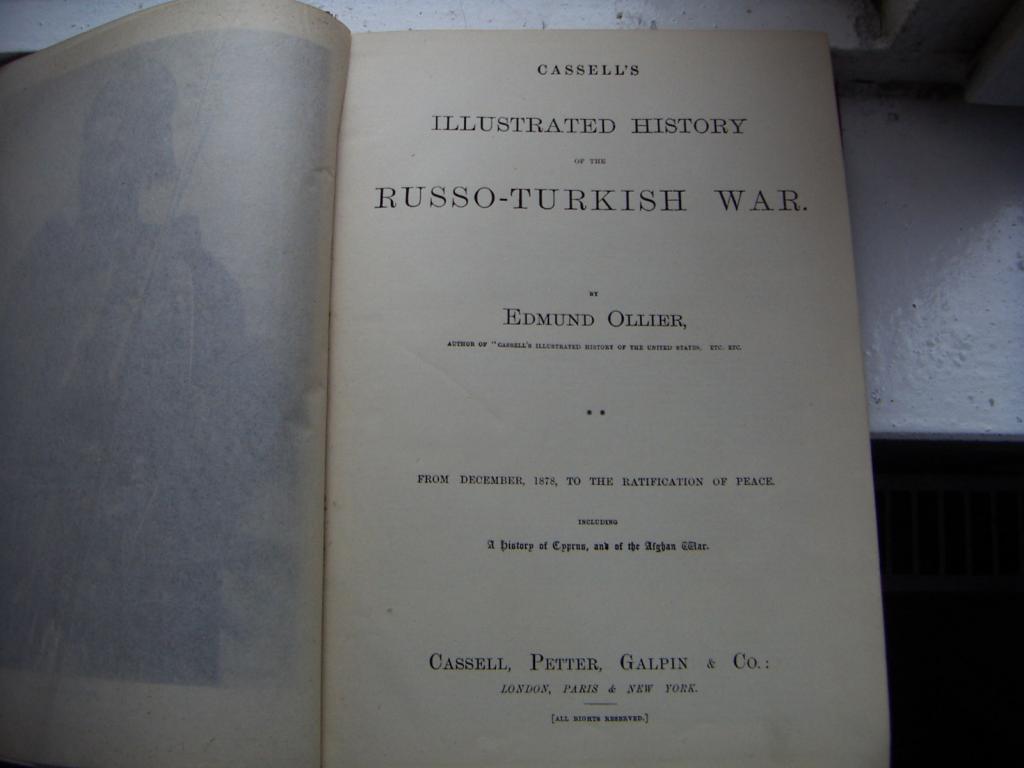 CASSELL'S
ILLUSTRATED HISTORY
OF THE
RUSSO-TURKISH WAR.
BY
EDMUND OLLIER,
AUTHOR OF "CASSELL'S ILLUSTRATED HISTORY OF THE UNITED STATES, ETC. ETC.
* *
FROM DECEMBER, 1878, TO THE RATIFICATION OF PEACE.
INCLUDING
A History of Cyprus, and of the Afghan War.
CASSELL, PETTER, GALPIN & CO.:
LONDON, PARIS & NEW YORK.
[ALL RIGHTS RESERVED.]